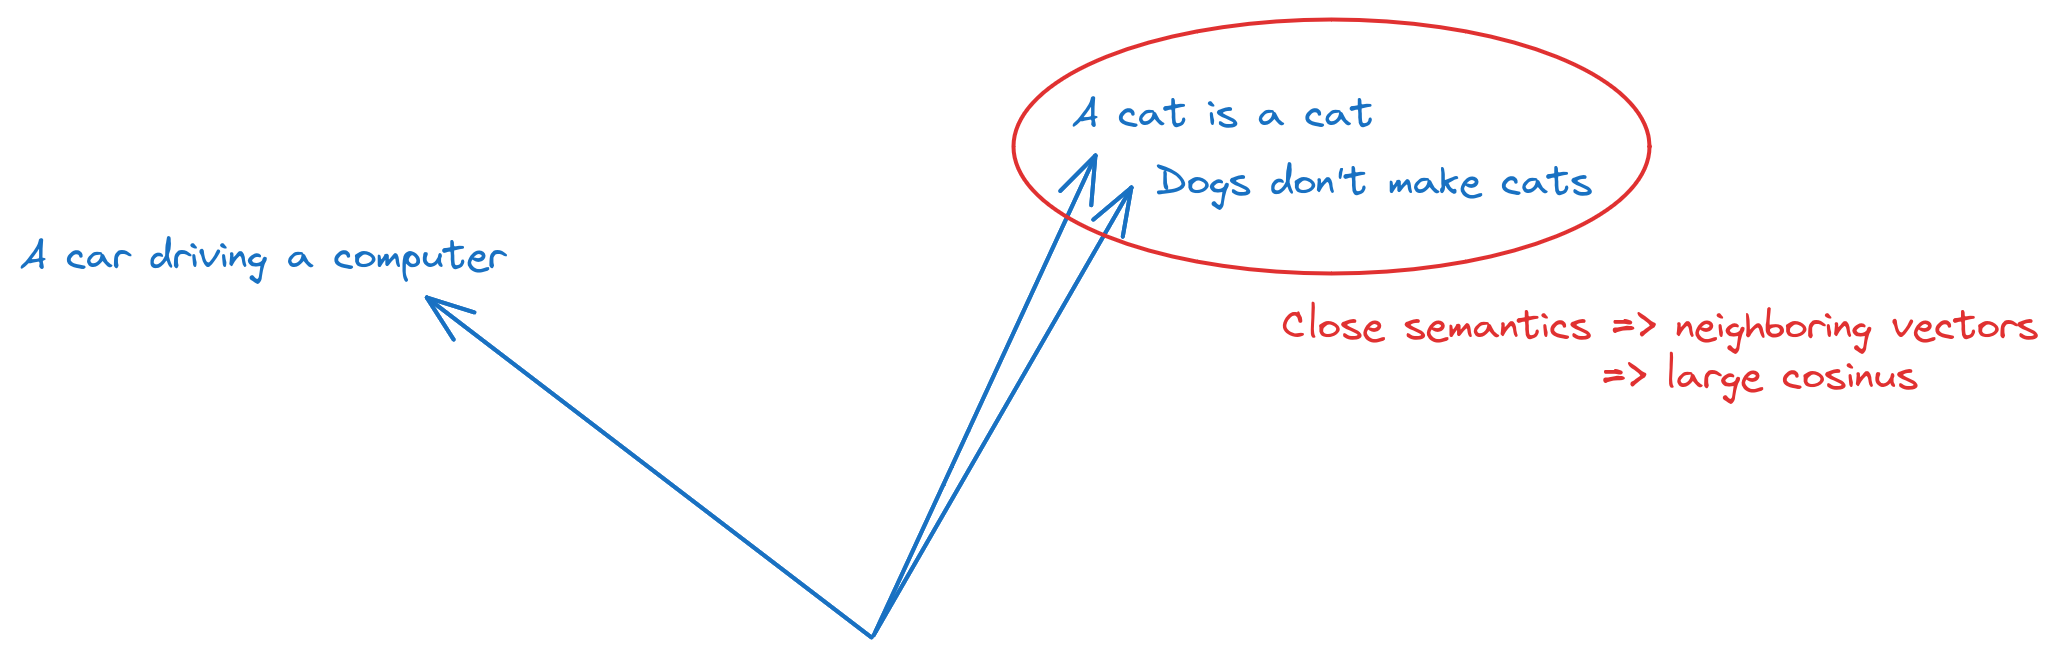 A cat is a cat
Dogs don't make cats
A car driving a computer
Close semantics => neighboring vectors
=> large cosinus